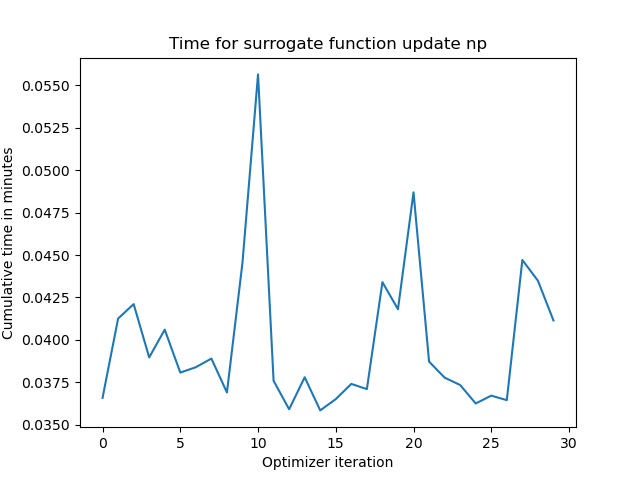 Time for surrogate function update np
Cumulative time in minutes
0.0550
0.0525
0.0500
0.0475
0.0450
0.0425
0.0400
0.0375
0.0350
0 5 10 15 20 25 30
Optimizer iteration